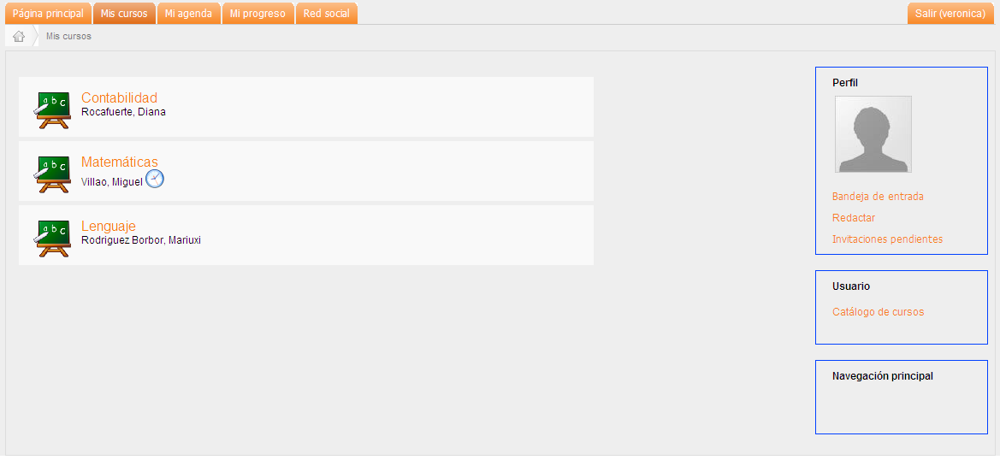 Página principal Mis cursos Mi agenda Mi progreso Red social Salir (veronica)
Mis cursos
Contabilidad
Rocafuerte, Diana
Matemáticas
Villao, Miguel
Lenguaje
Rodriguez Borbor, Mariuxi
Perfil
Bandeja de entrada
Redactar
Invitaciones pendientes
Usuario
Catálogo de cursos
Navegación principal
a b c
a b c
a b c